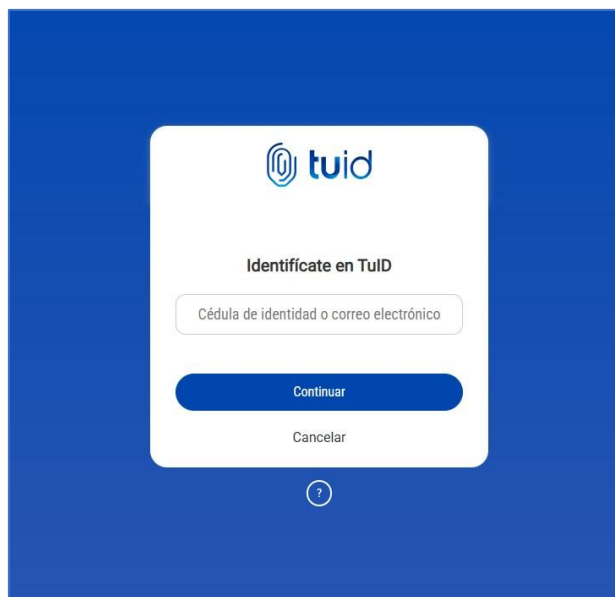 tuid
Identifícate en TuID
Cédula de identidad o correo electrónico
Continuar
Cancelar
?